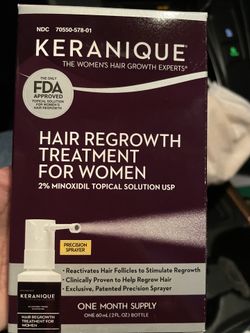 NDC 70550-578-01
KERANIQUE®
THE WOMEN'S HAIR GROWTH EXPERTS®
THE ONLY
FDA
APPROVED
TOPICAL SOLUTION
FOR WOMEN'S
HAIR REGROWTH
HAIR REGROWTH
TREATMENT
FOR WOMEN
2% MINOXIDIL TOPICAL SOLUTION USP
PRECISION
SPRAYER
• Reactivates Hair Follicles to Stimulate Regrowth
• Clinically Proven to Help Regrow Hair
• Exclusive, Patented Precision Sprayer
HAIR REGROWTH
TREATMENT FOR
WOMEN
ONE MONTH SUPPLY
ONE 60mL (2 FL OZ) BOTTLE